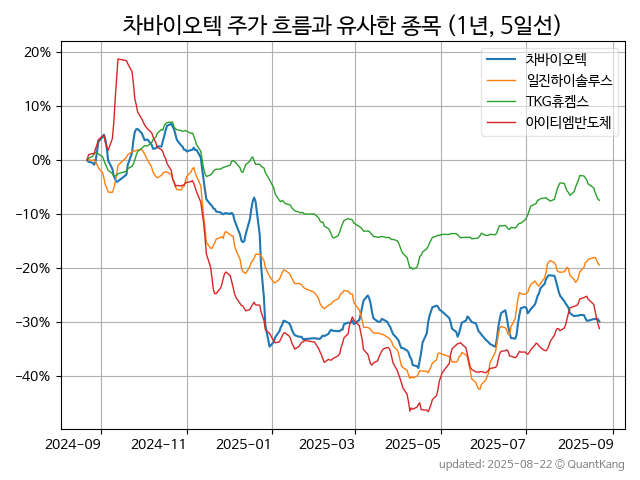 차바이오텍 주가 흐름과 유사한 종목 (1년, 5일선)
차바이오텍
일진하이솔루스
TKG휴켐스
아이티엠반도체
20%
10%
0%
−10%
−20%
−30%
−40%
2024-09 2024-11 2025-01 2025-03 2025-05 2025-07 2025-09
updated: 2025-08-22 © QuantKang